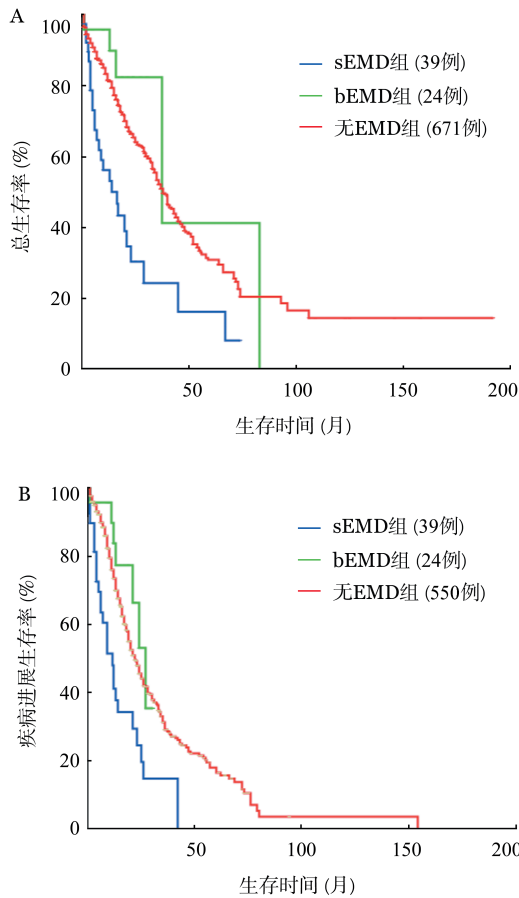 A
100
80
60
40
20
0
总生存率 (%)
sEMD组 (39例)
bEMD组 (24例)
无EMD组 (671例)
50
100
150
200
生存时间 (月)
B
100
80
60
40
20
0
疾病进展生存率 (%)
sEMD组 (39例)
bEMD组 (24例)
无EMD组 (550例)
50
100
150
200
生存时间 (月)